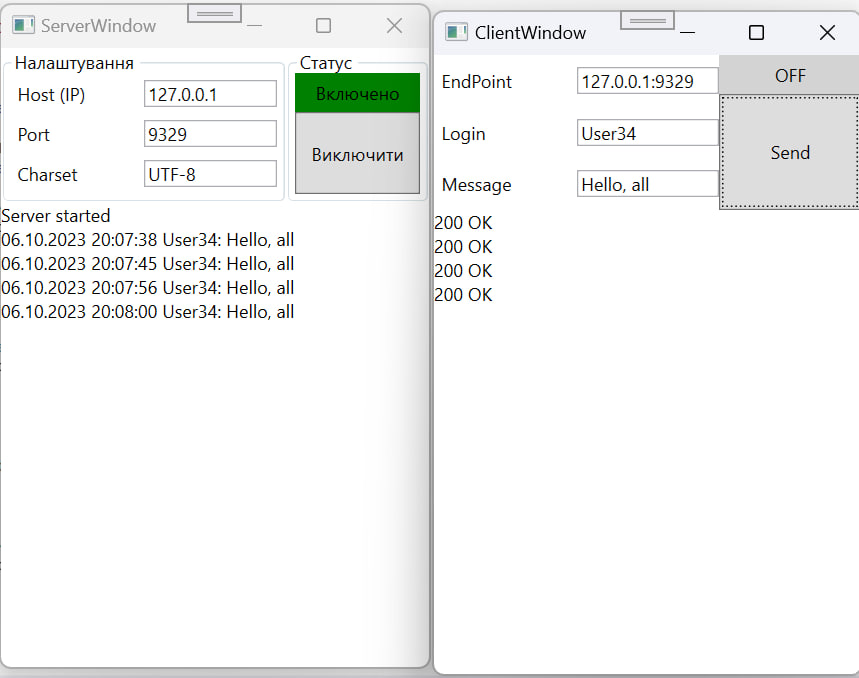 ServerWindow
Налаштування
Host (IP) 127.0.0.1
Port 9329
Charset UTF-8
Статус
Включено
Виключити
Server started
06.10.2023 20:07:38 User34: Hello, all
06.10.2023 20:07:45 User34: Hello, all
06.10.2023 20:07:56 User34: Hello, all
06.10.2023 20:08:00 User34: Hello, all
ClientWindow
EndPoint 127.0.0.1:9329
OFF
Login User34
Send
Message Hello, all
200 OK
200 OK
200 OK
200 OK